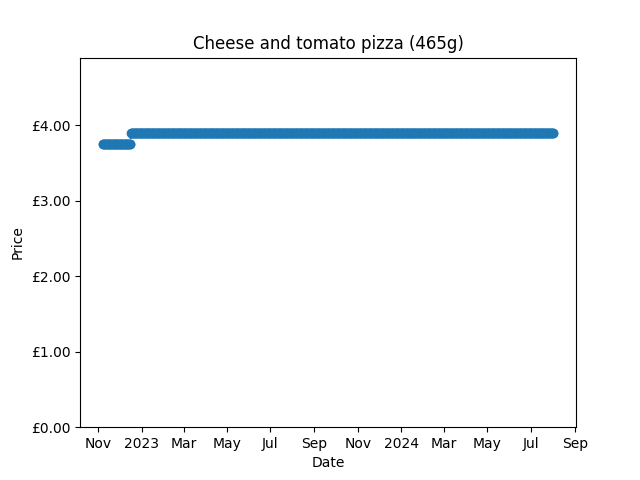 Cheese and tomato pizza (465g)
£4.00
£3.00
£2.00
£1.00
£0.00
Price
Nov 2023 Mar May Jul Sep Nov 2024 Mar May Jul Sep
Date